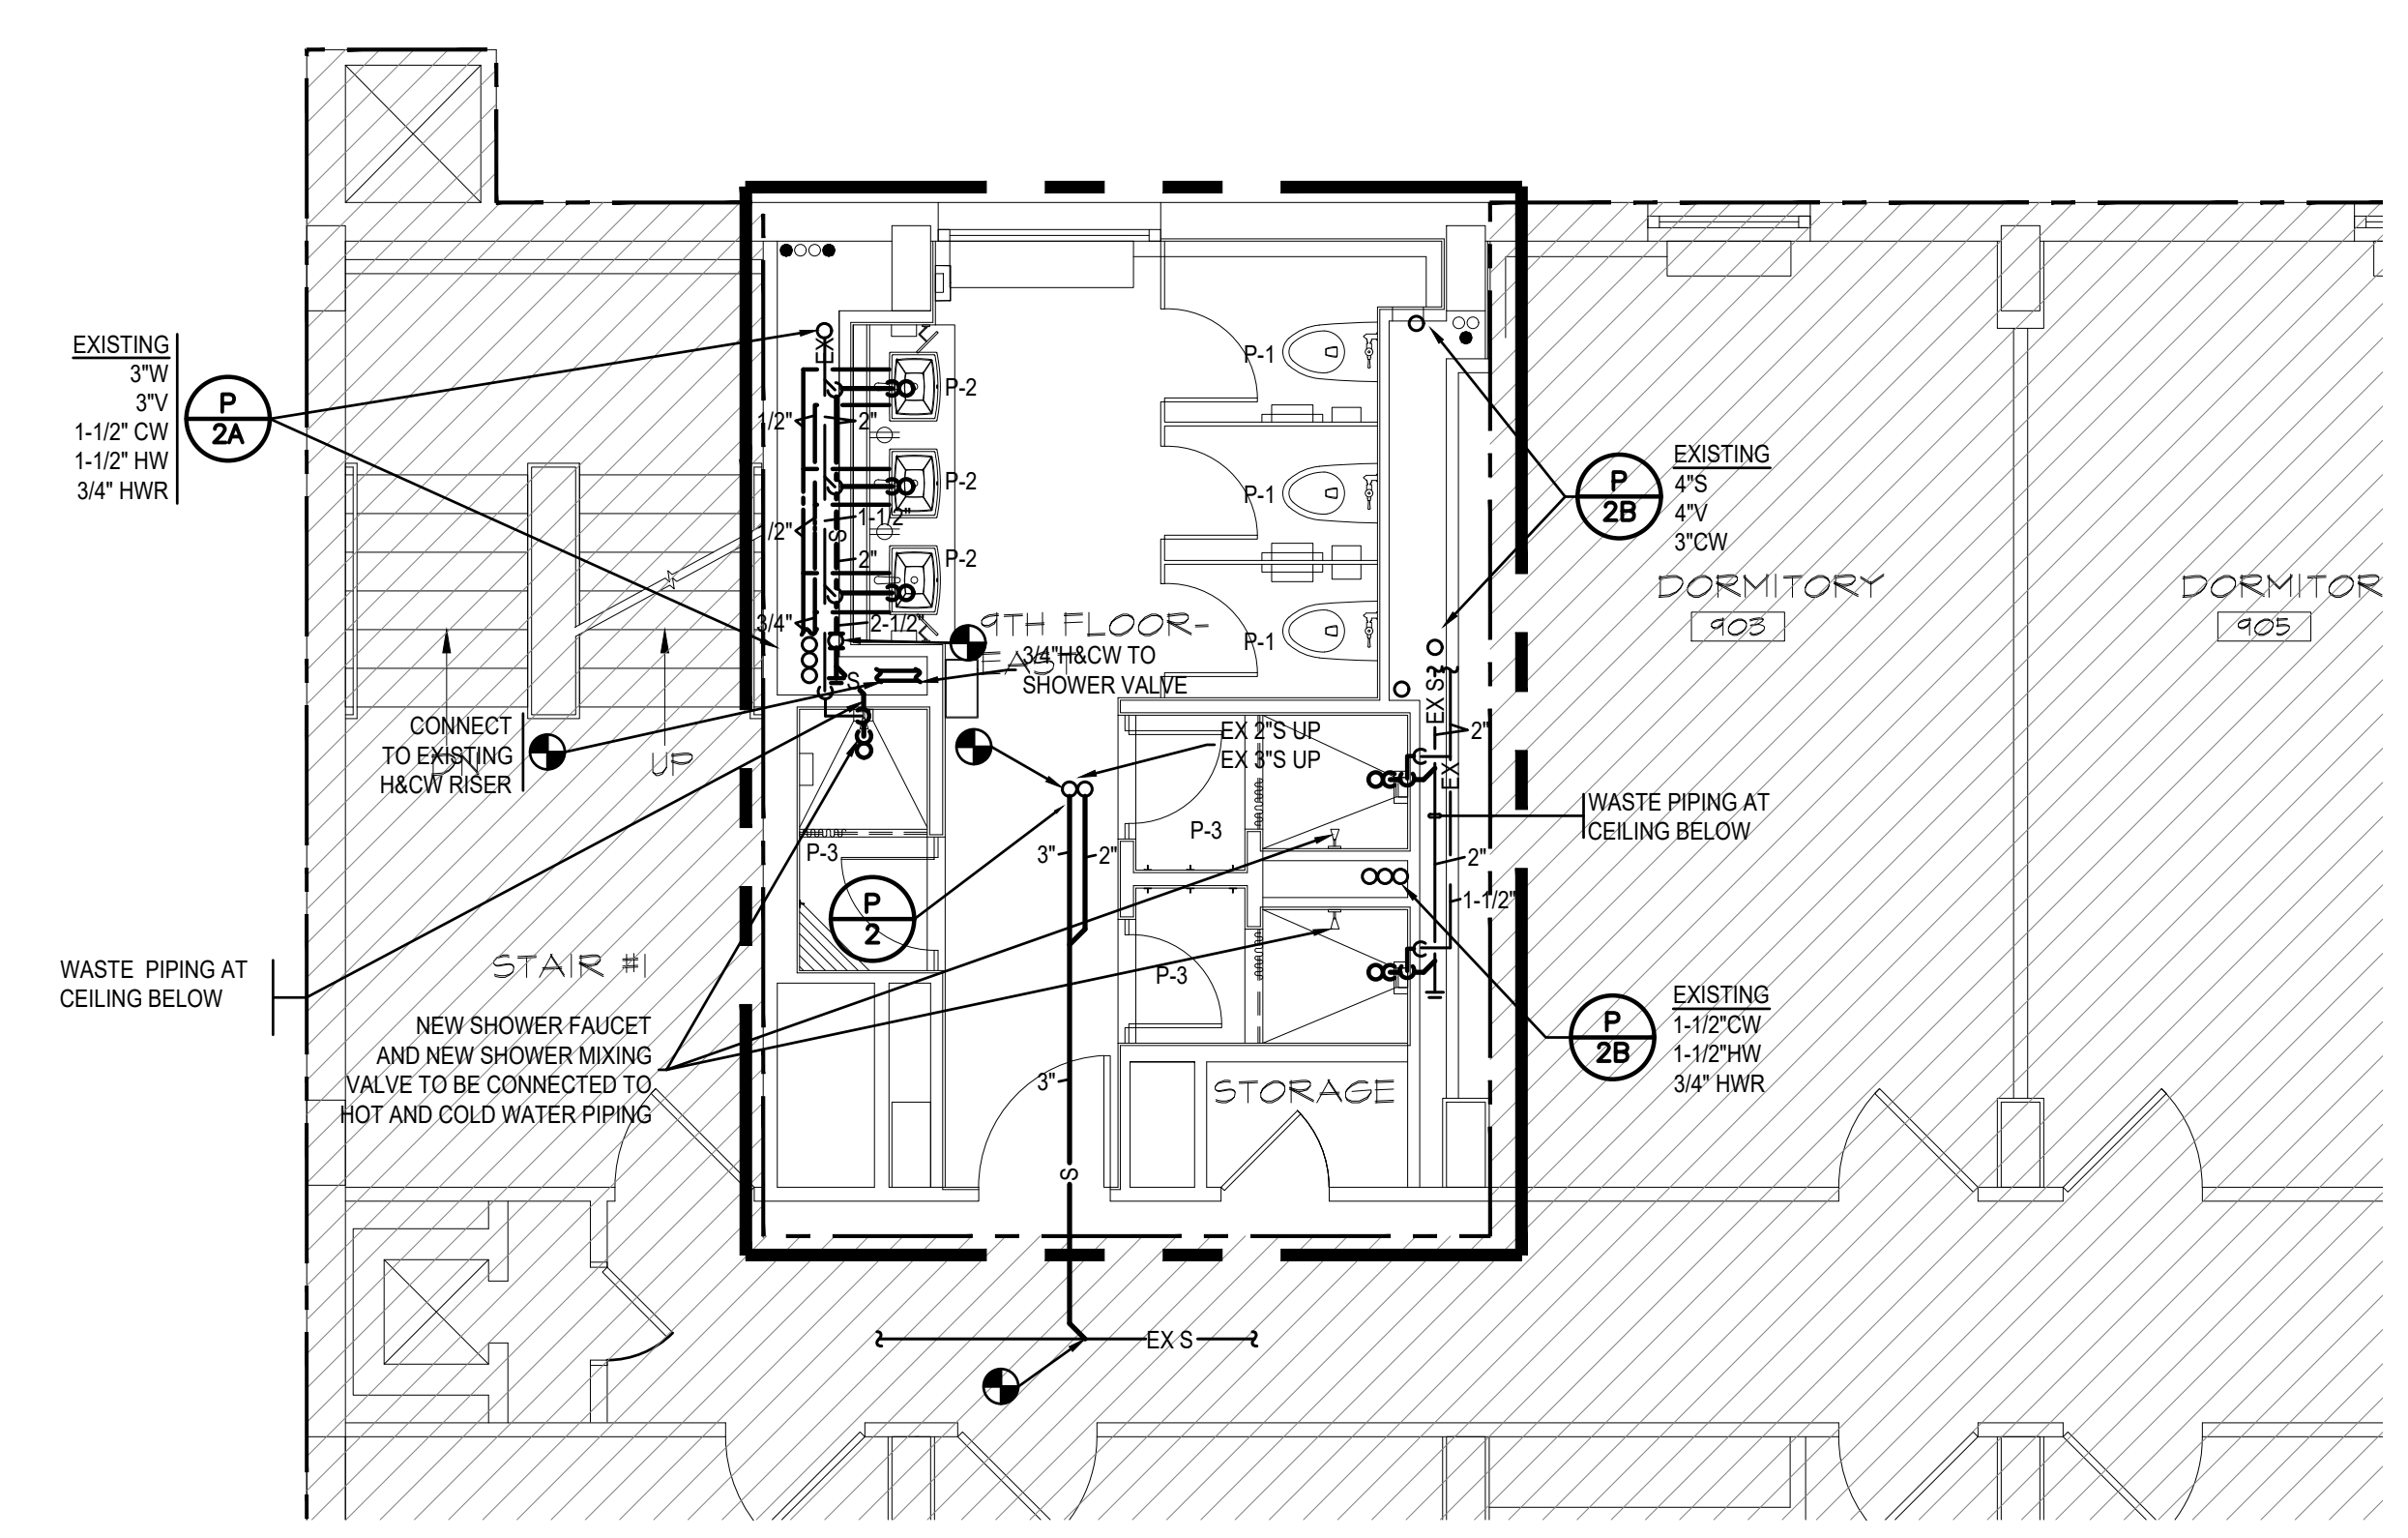 EXISTING
3"W
3"V
1-1/2" CW
1-1/2" HW
3/4" HWR
P
2A
EX
1/2"
2"
P-2
P-2
1-1/2"
/2"
S
2"
P-2
3/4"
2-1/2"
S
9TH FLOOR-
EAST
3/4"H&CW TO
SHOWER VALVE
P-1
P-1
P-1
P
2B
EXISTING
4"S
4"V
3"CW
DORMITORY
903
DORMITOR
905
CONNECT
TO EXISTING
H&CW RISER
DN
UP
EX 2"S UP
EX 3"S UP
EX S
EX
2"
WASTE PIPING AT
CEILING BELOW
P-3
P-3
P-3
3"
2"
2"
1-1/2"
P
2
STAIR #1
WASTE PIPING AT
CEILING BELOW
NEW SHOWER FAUCET
AND NEW SHOWER MIXING
VALVE TO BE CONNECTED TO
HOT AND COLD WATER PIPING
3"
S
STORAGE
P
2B
EXISTING
1-1/2"CW
1-1/2"HW
3/4" HWR
EX S